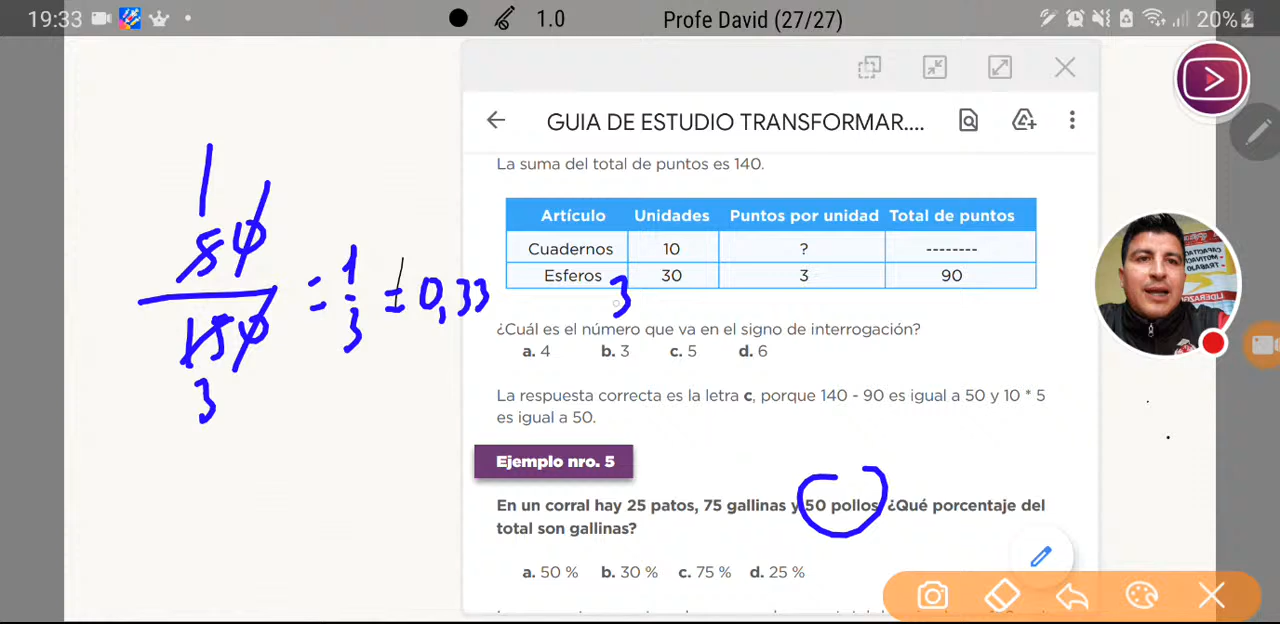 19:33
1.0
Profe David (27/27)
20%
GUIA DE ESTUDIO TRANSFORMAR....
La suma del total de puntos es 140.
Artículo Unidades Puntos por unidad Total de puntos
Cuadernos 10 ? --------
Esferos 30 3 90
3
¿Cuál es el número que va en el signo de interrogación?
a. 4 b. 3 c. 5 d. 6
La respuesta correcta es la letra c, porque 140 - 90 es igual a 50 y 10 * 5
es igual a 50.
Ejemplo nro. 5
En un corral hay 25 patos, 75 gallinas y 50 pollos ¿Qué porcentaje del
total son gallinas?
a. 50 % b. 30 % c. 75 % d. 25 %
1
50
150
3
= 1/3 = 0,33